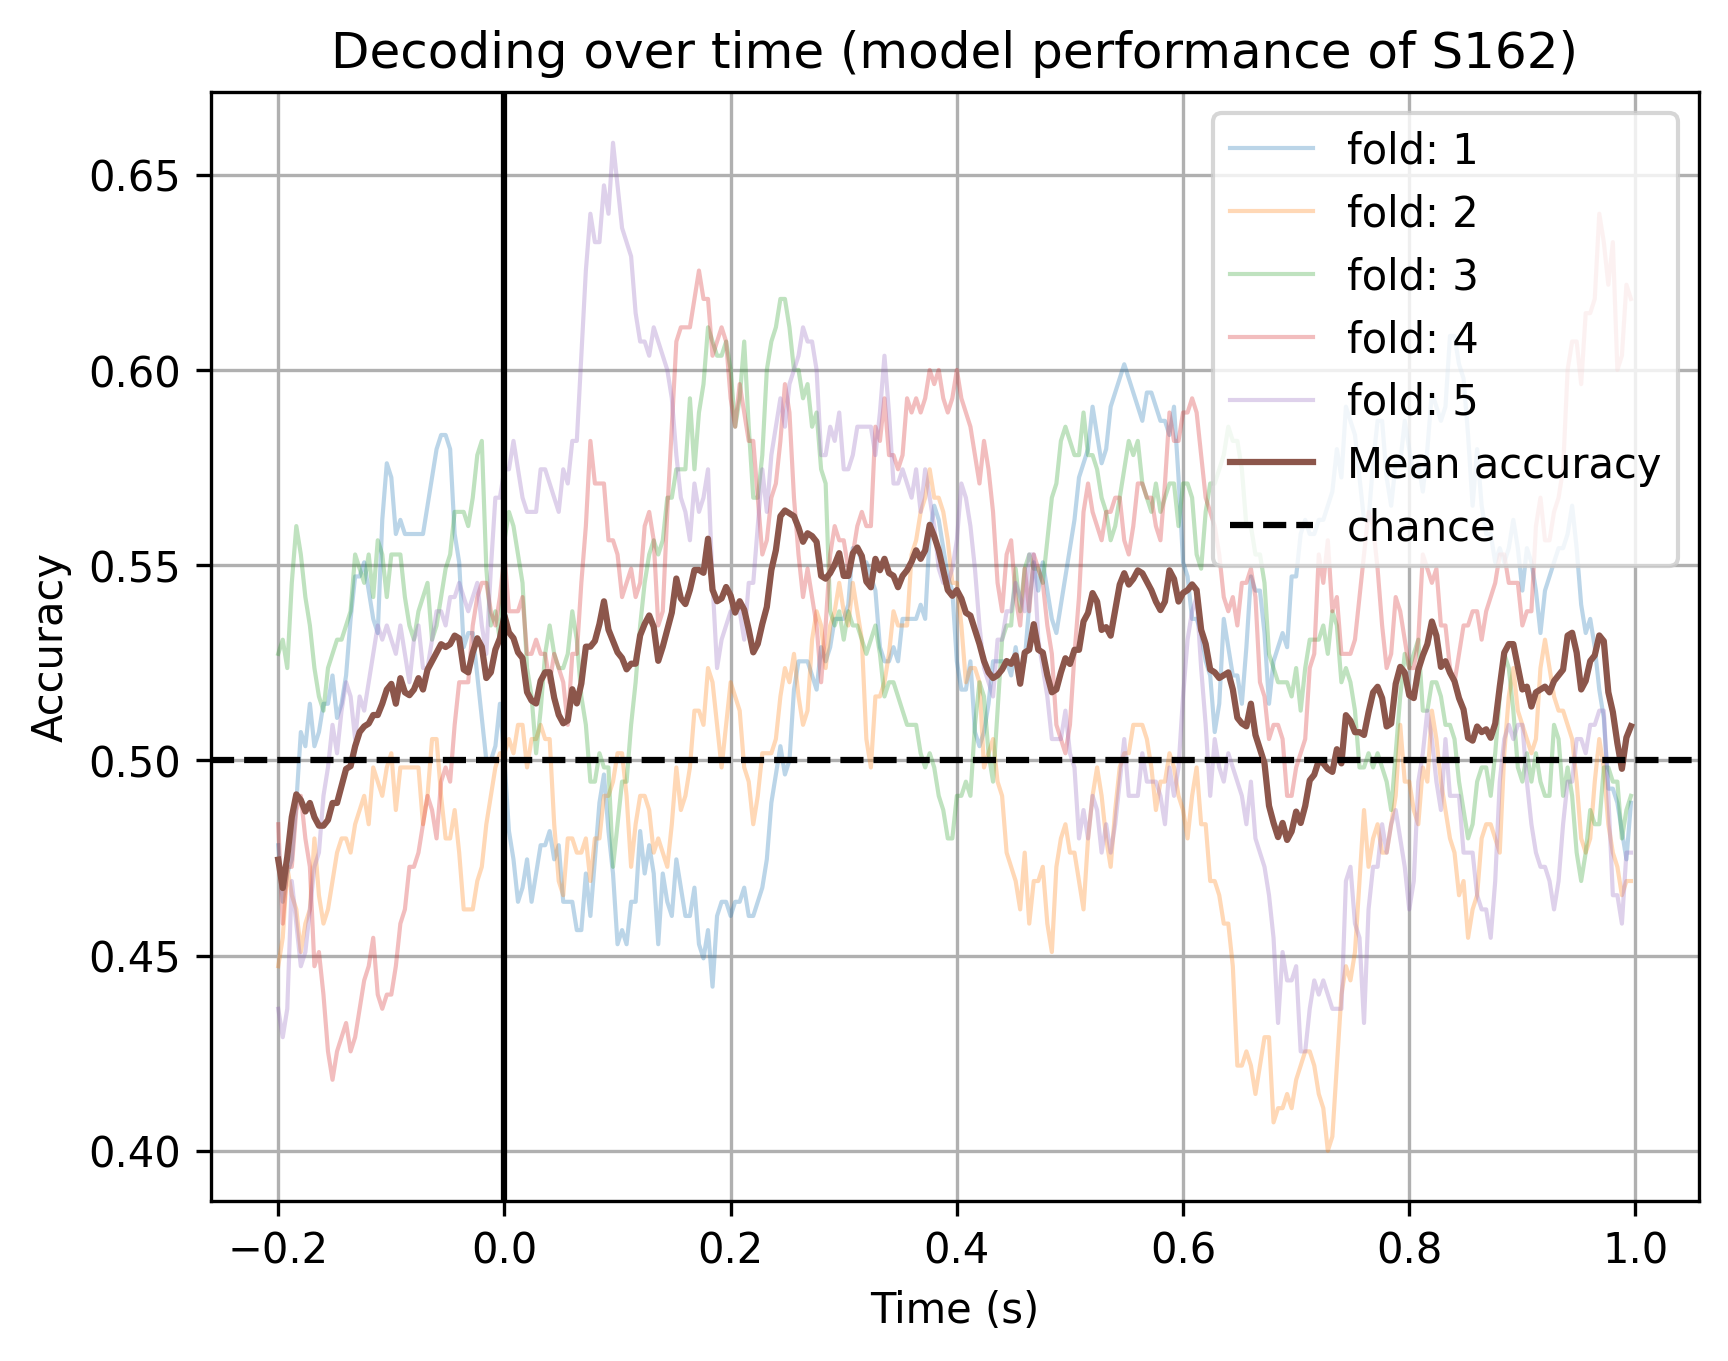 Decoding over time (model performance of S162)
Accuracy
0.65
0.60
0.55
0.50
0.45
0.40
fold: 1
fold: 2
fold: 3
fold: 4
fold: 5
Mean accuracy
chance
−0.2 0.0 0.2 0.4 0.6 0.8 1.0
Time (s)